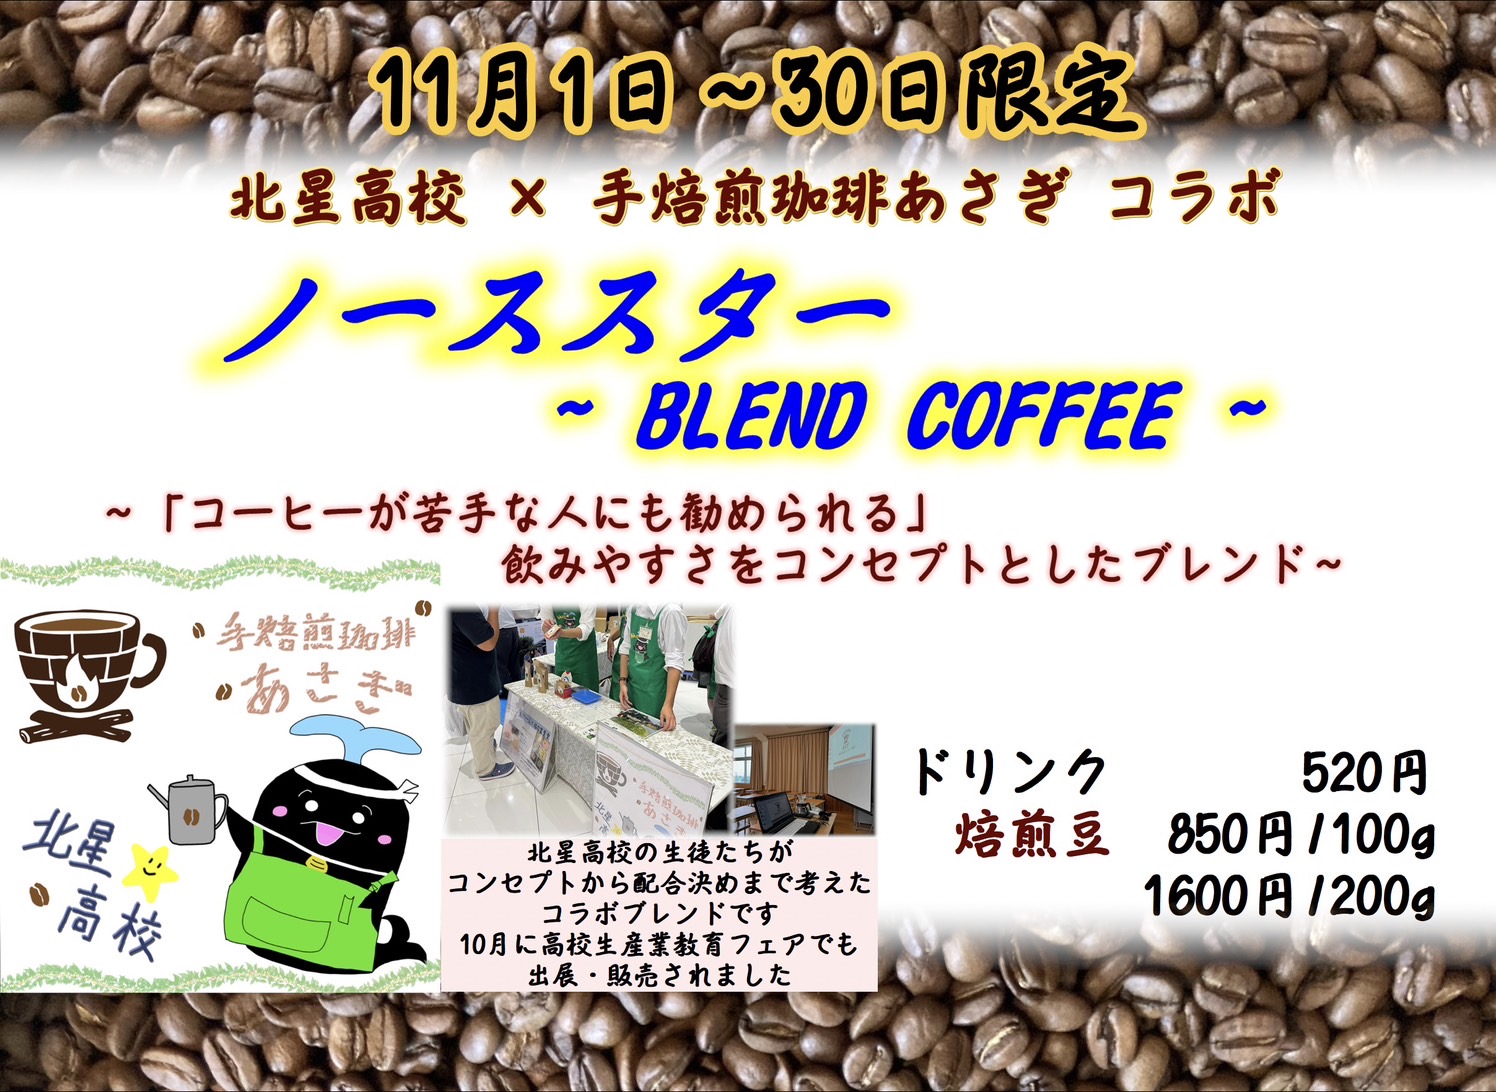 11月1日～30日限定
北星高校 × 手焙煎珈琲あさぎ コラボ
ノーススター
~ BLEND COFFEE ~
~「コーヒーが苦手な人にも勧められる」
飲みやすさをコンセプトとしたブレンド~
手焙煎珈琲
あさぎ
北星
高校
手焙煎珈琲
あさ
ドリンク 520円
焙煎豆 850円/100g
1600円/200g
北星高校の生徒たちが
コンセプトから配合決めまで考えた
コラボブレンドです
10月に高校生産業教育フェアでも
出展・販売されました